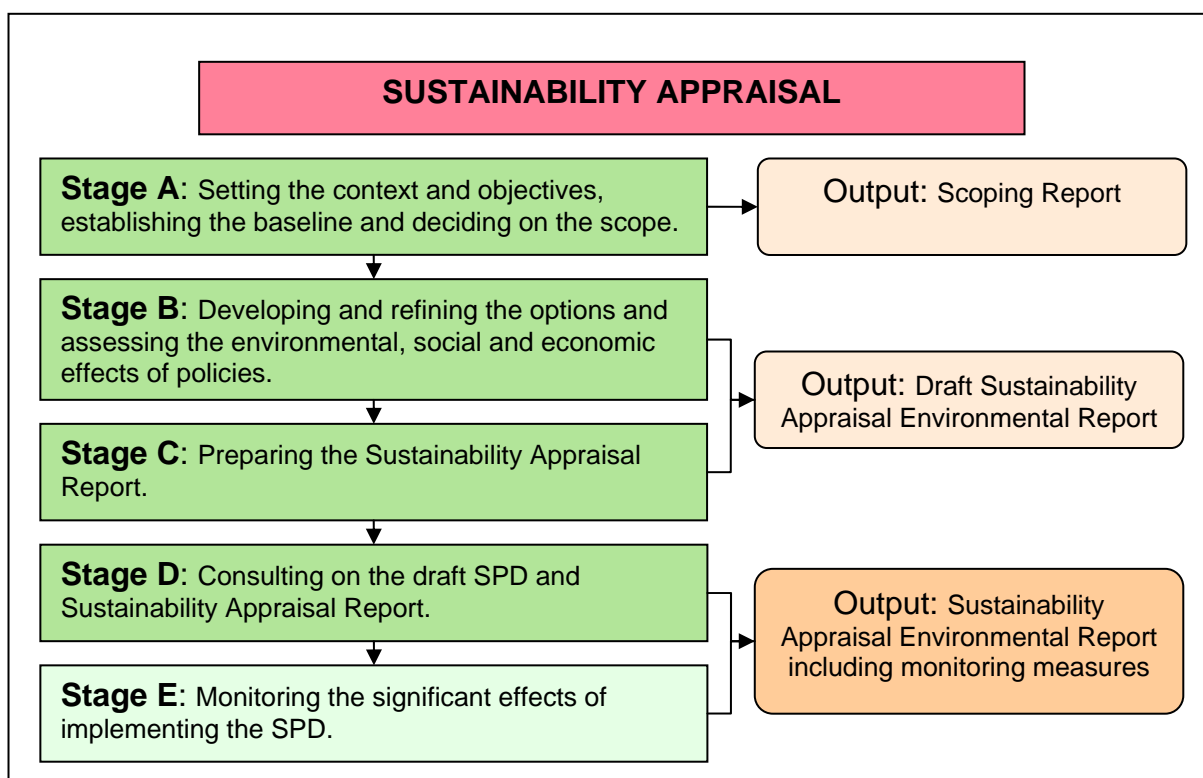 SUSTAINABILITY APPRAISAL
Stage A: Setting the context and objectives,
establishing the baseline and deciding on the scope.
Output: Scoping Report
Stage B: Developing and refining the options and
assessing the environmental, social and economic
effects of policies.
Output: Draft Sustainability
Appraisal Environmental Report
Stage C: Preparing the Sustainability Appraisal
Report.
Stage D: Consulting on the draft SPD and
Sustainability Appraisal Report.
Output: Sustainability
Appraisal Environmental Report
including monitoring measures
Stage E: Monitoring the significant effects of
implementing the SPD.